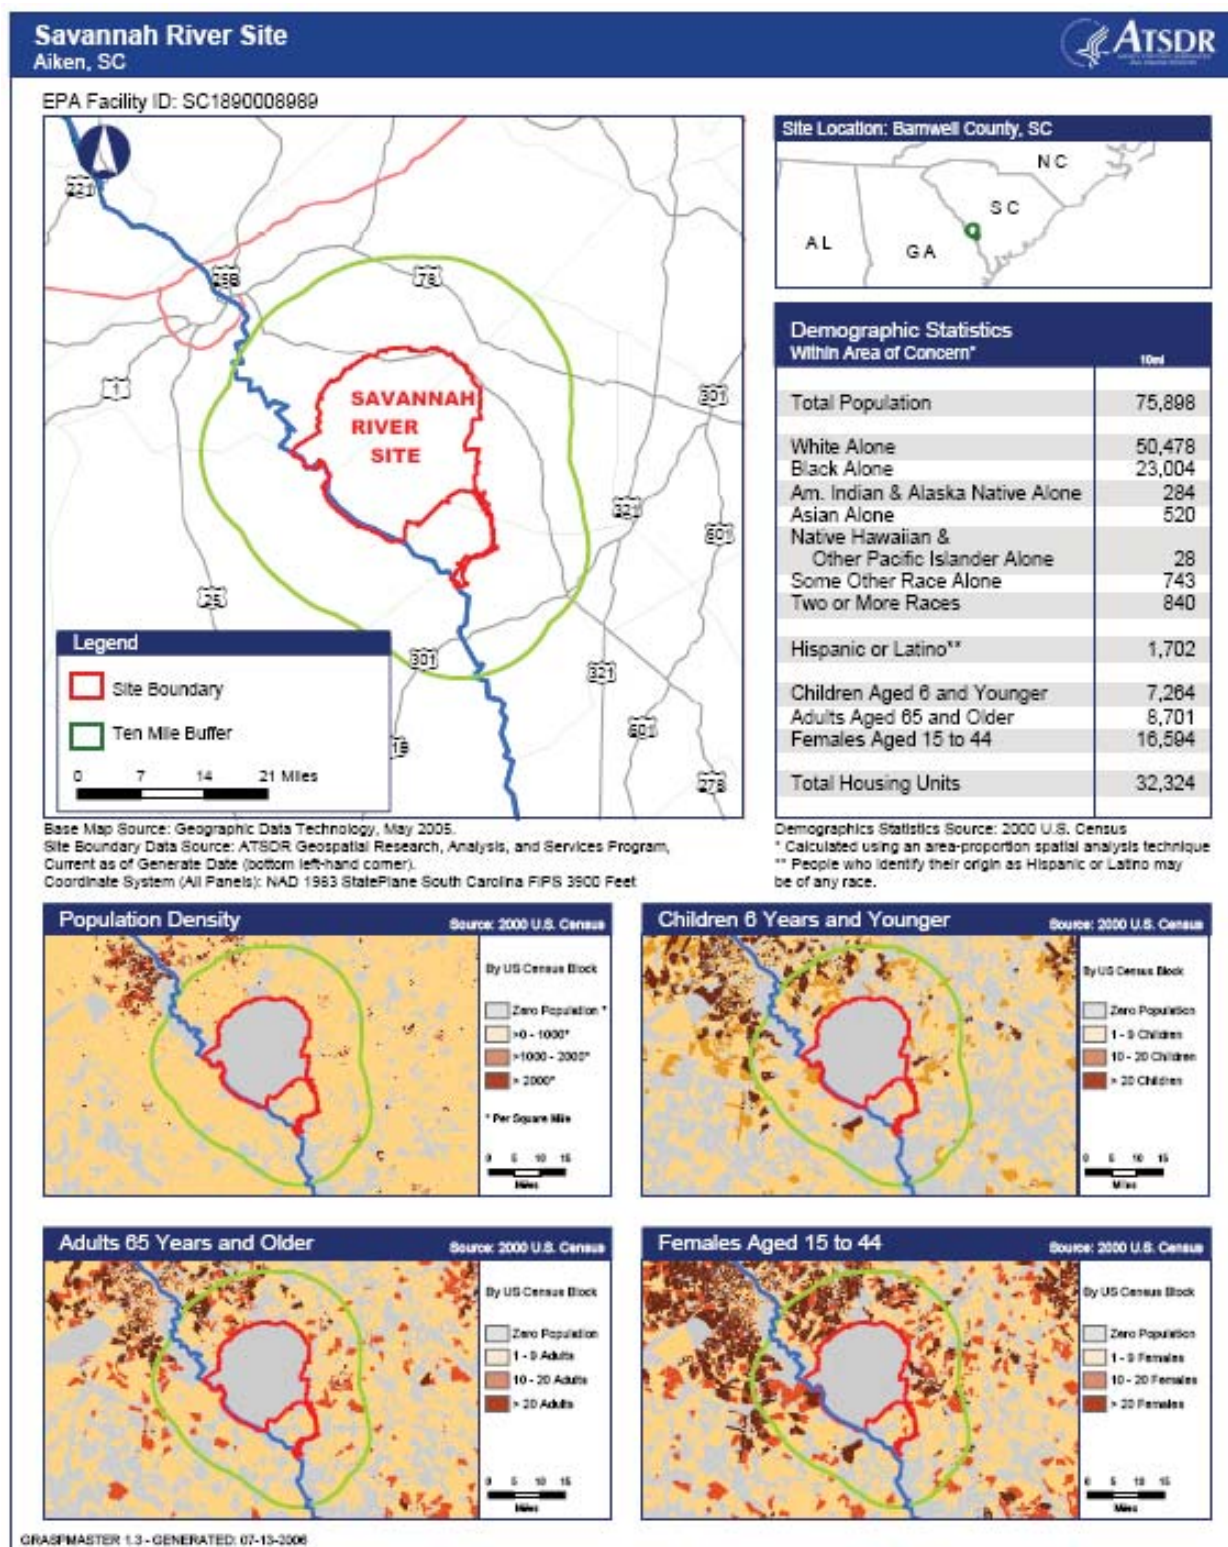 Savannah River Site
Aiken, SC
ATSDR
EPA Facility ID: SC1890008989
221
25B
78
1
301
321
601
25
301
321
601
19
278
SAVANNAH
RIVER
SITE
Legend
Site Boundary
Ten Mile Buffer
0 7 14 21 Miles
Site Location: Barnwell County, SC
NC
SC
AL
GA
Demographic Statistics
Within Area of Concern* 10mi
Total Population 75,898
White Alone 50,478
Black Alone 23,004
Am. Indian & Alaska Native Alone 284
Asian Alone 520
Native Hawaiian &
Other Pacific Islander Alone 28
Some Other Race Alone 743
Two or More Races 840
Hispanic or Latino** 1,702
Children Aged 6 and Younger 7,264
Adults Aged 65 and Older 8,701
Females Aged 15 to 44 16,594
Total Housing Units 32,324
Base Map Source: Geographic Data Technology, May 2005.
Site Boundary Data Source: ATSDR Geospatial Research, Analysis, and Services Program,
Current as of Generate Date (bottom left-hand corner).
Coordinate System (All Panels): NAD 1983 StatePlane South Carolina FIPS 3900 Feet
Demographics Statistics Source: 2000 U.S. Census
* Calculated using an area-proportion spatial analysis technique
** People who identify their origin as Hispanic or Latino may
be of any race.
Population Density Source: 2000 U.S. Census
By US Census Block
Zero Population *
>0 - 1000*
>1000 - 2000*
> 2000*
* Per Square Mile
0 5 10 15
Miles
Children 6 Years and Younger Source: 2000 U.S. Census
By US Census Block
Zero Population
1 - 9 Children
10 - 20 Children
> 20 Children
0 5 10 15
Miles
Adults 65 Years and Older Source: 2000 U.S. Census
By US Census Block
Zero Population
1 - 9 Adults
10 - 20 Adults
> 20 Adults
0 5 10 15
Miles
Females Aged 15 to 44 Source: 2000 U.S. Census
By US Census Block
Zero Population
1 - 9 Females
10 - 20 Females
> 20 Females
0 5 10 15
Miles
GRASPMASTER 1.3 - GENERATED: 07-13-2006